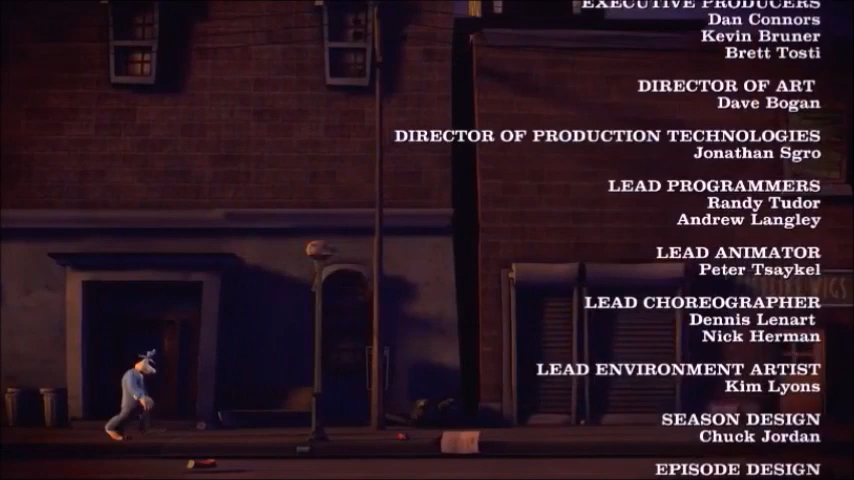 EXECUTIVE PRODUCERS
Dan Connors
Kevin Bruner
Brett Tosti
DIRECTOR OF ART
Dave Bogan
DIRECTOR OF PRODUCTION TECHNOLOGIES
Jonathan Sgro
LEAD PROGRAMMERS
Randy Tudor
Andrew Langley
LEAD ANIMATOR
Peter Tsaykel
LEAD CHOREOGRAPHER
Dennis Lenart
Nick Herman
LEAD ENVIRONMENT ARTIST
Kim Lyons
SEASON DESIGN
Chuck Jordan
EPISODE DESIGN
WIGS